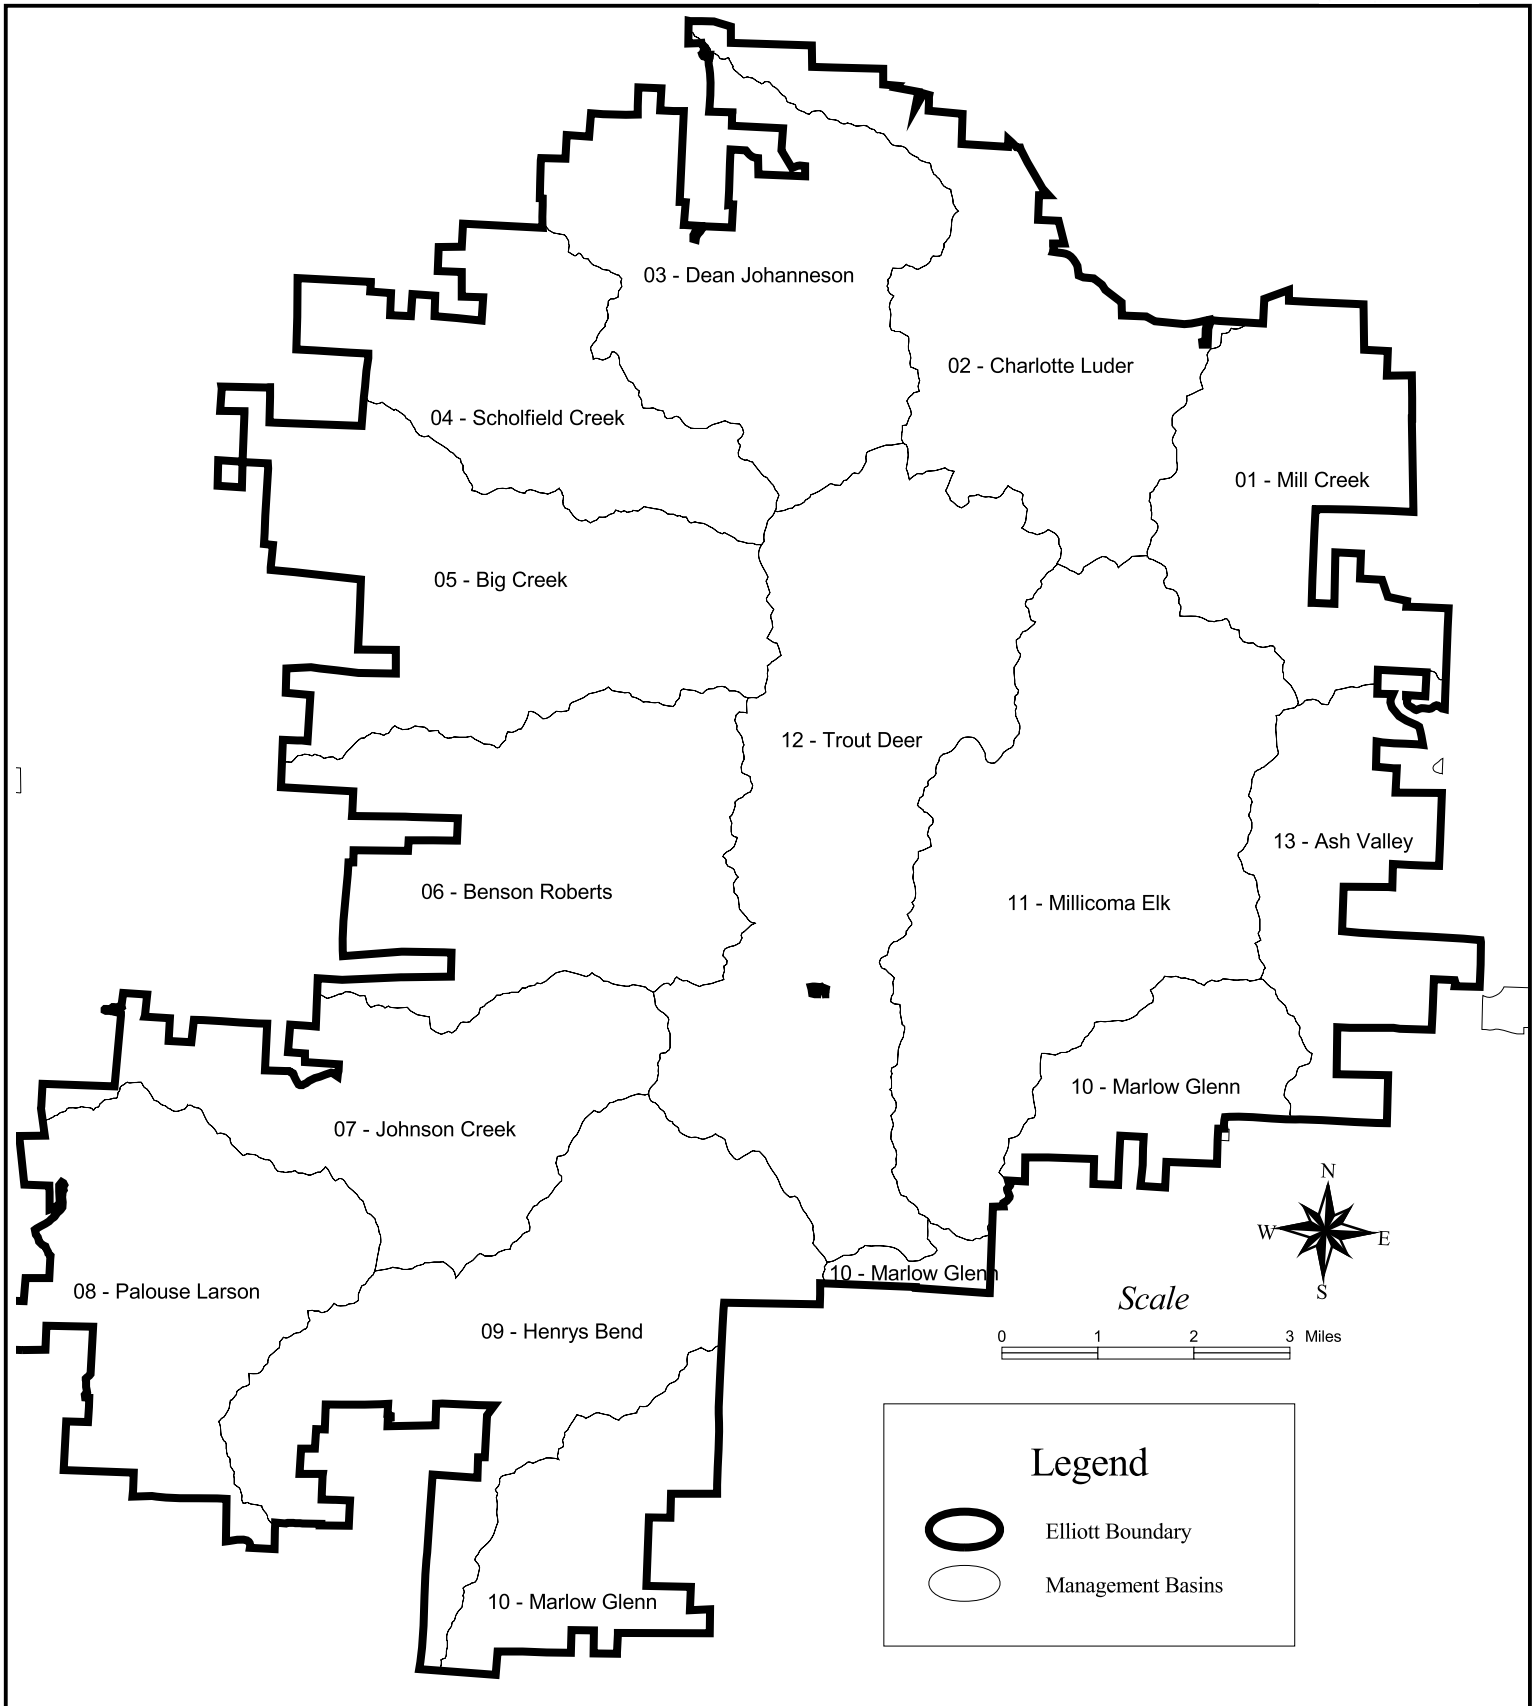 03 - Dean Johanneson
02 - Charlotte Luder
04 - Scholfield Creek
01 - Mill Creek
05 - Big Creek
12 - Trout Deer
13 - Ash Valley
06 - Benson Roberts
11 - Millicoma Elk
10 - Marlow Glenn
07 - Johnson Creek
N
W
E
S
10 - Marlow Glenn
08 - Palouse Larson
Scale
09 - Henrys Bend
0 1 2 3 Miles
Legend
Elliott Boundary
Management Basins
10 - Marlow Glenn